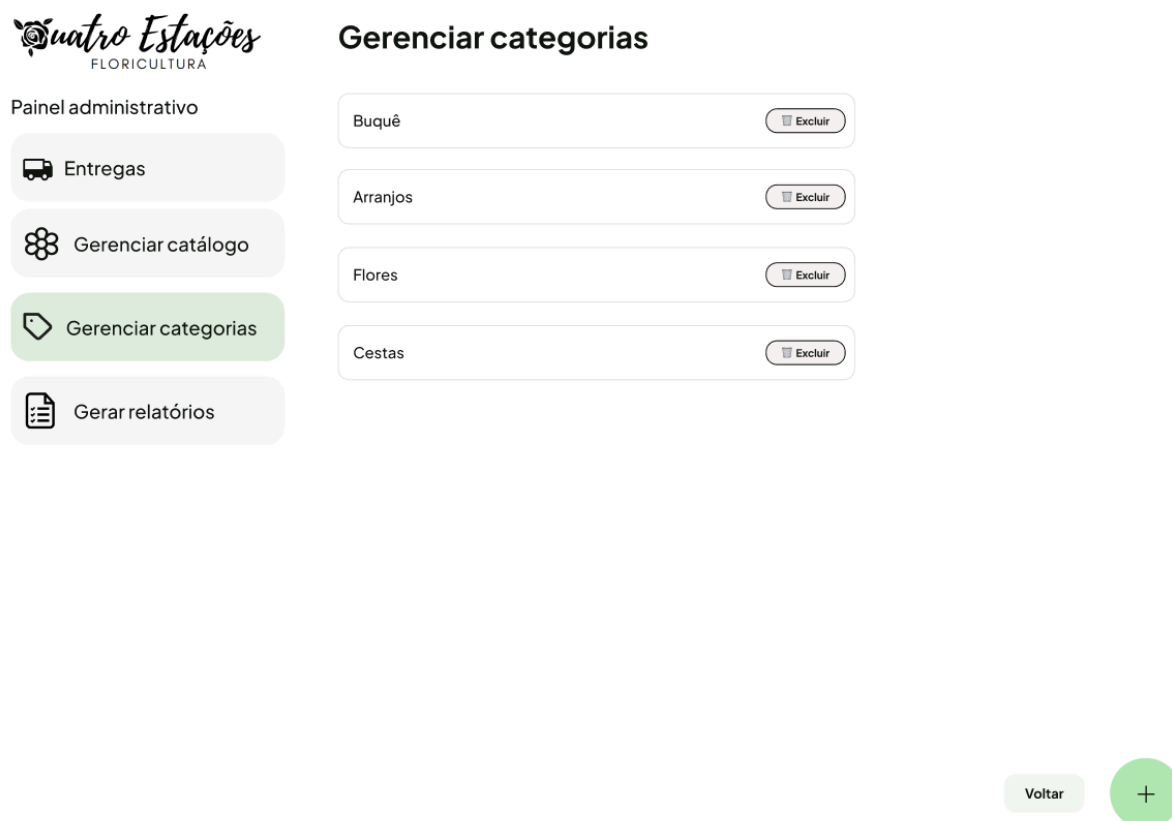 Quatro Estações
FLORICULTURA
Painel administrativo
Entregas
Gerenciar catálogo
Gerenciar categorias
Gerar relatórios
Gerenciar categorias
Buquê
Excluir
Arranjos
Excluir
Flores
Excluir
Cestas
Excluir
Voltar
+